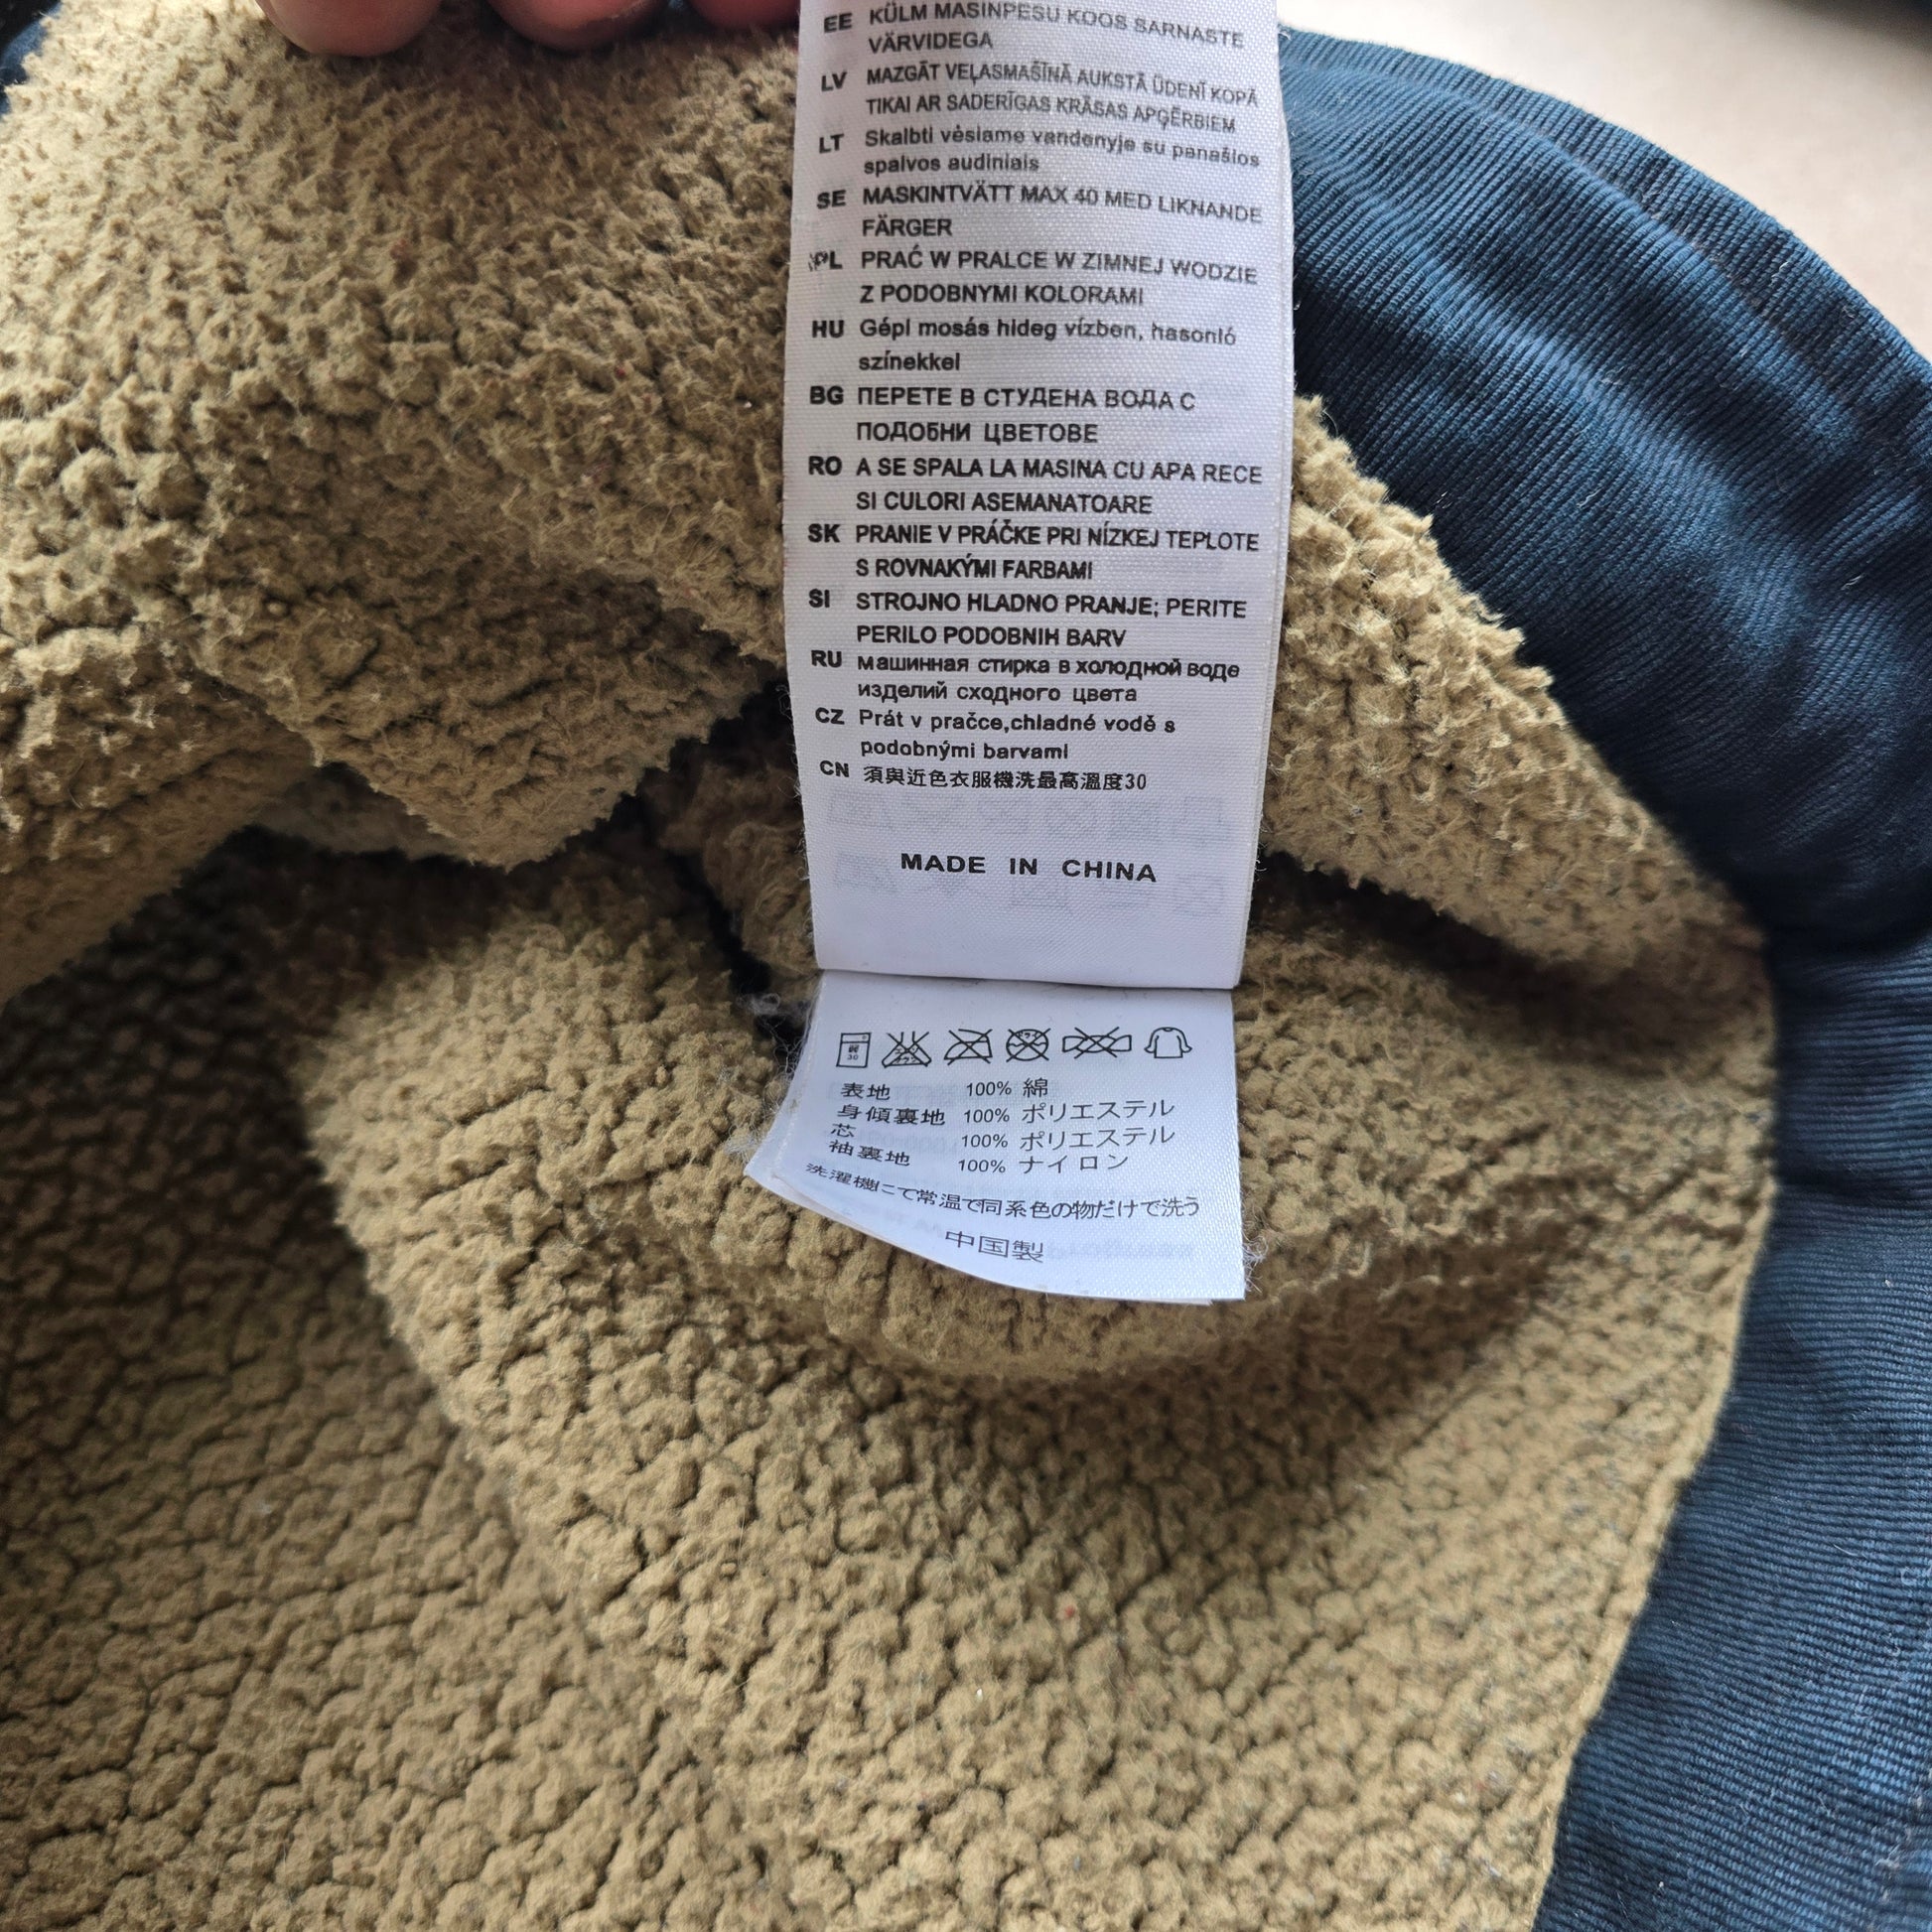 EE KÜLM MASINPESU KOOS SARNASTE
VÄRVIDEGA
LV MAZGĀT VEĻASMAŠĪNĀ AUKSTĀ ŪDENĪ KOPĀ
TIKAI AR SADERĪGAS KRĀSAS APĢĒRBIEM
LT Skalbti vėsiame vandenyje su panašios
spalvos audiniais
SE MASKINTVÄTT MAX 40 MED LIKNANDE
FÄRGER
PL PRAĆ W PRALCE W ZIMNEJ WODZIE
Z PODOBNYMI KOLORAMI
HU Gépi mosás hideg vízben, hasonló
színekkel
BG ПЕРЕТЕ В СТУДЕНА ВОДА С
ПОДОБНИ ЦВЕТОВЕ
RO A SE SPALA LA MASINA CU APA RECE
SI CULORI ASEMANATOARE
SK PRANIE V PRÁČKE PRI NÍZKEJ TEPLOTE
S ROVNAKÝMI FARBAMI
SI STROJNO HLADNO PRANJE; PERITE
PERILO PODOBNIH BARV
RU машинная стирка в холодной воде
изделий сходного цвета
CZ Prát v pračce,chladné vodě s
podobnými barvami
CN 須與近色衣服機洗最高溫度30
MADE IN CHINA
30
表地 100% 綿
身傾裏地 100% ポリエステル
芯 100% ポリエステル
袖裏地 100% ナイロン
洗濯機にて常温で同系色の物だけで洗う
中国製